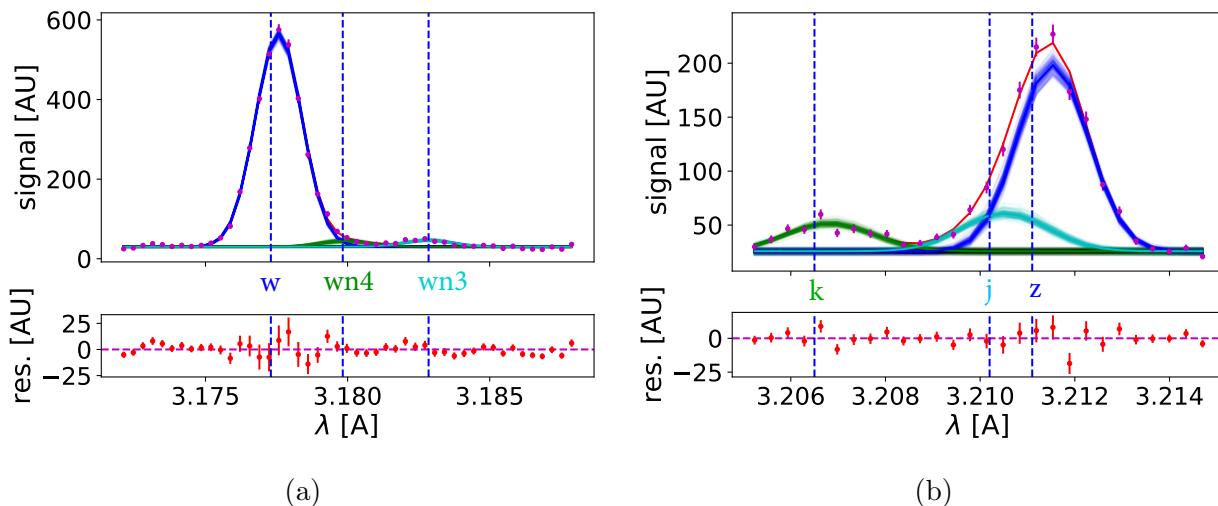 600
400
200
0
signal [AU]
w
wn4
wn3
25
0
−25
res. [AU]
3.175
3.180
3.185
λ [A]
(a)
200
150
100
50
signal [AU]
k
j
z
0
−25
res. [AU]
3.206
3.208
3.210
3.212
3.214
λ [A]
(b)